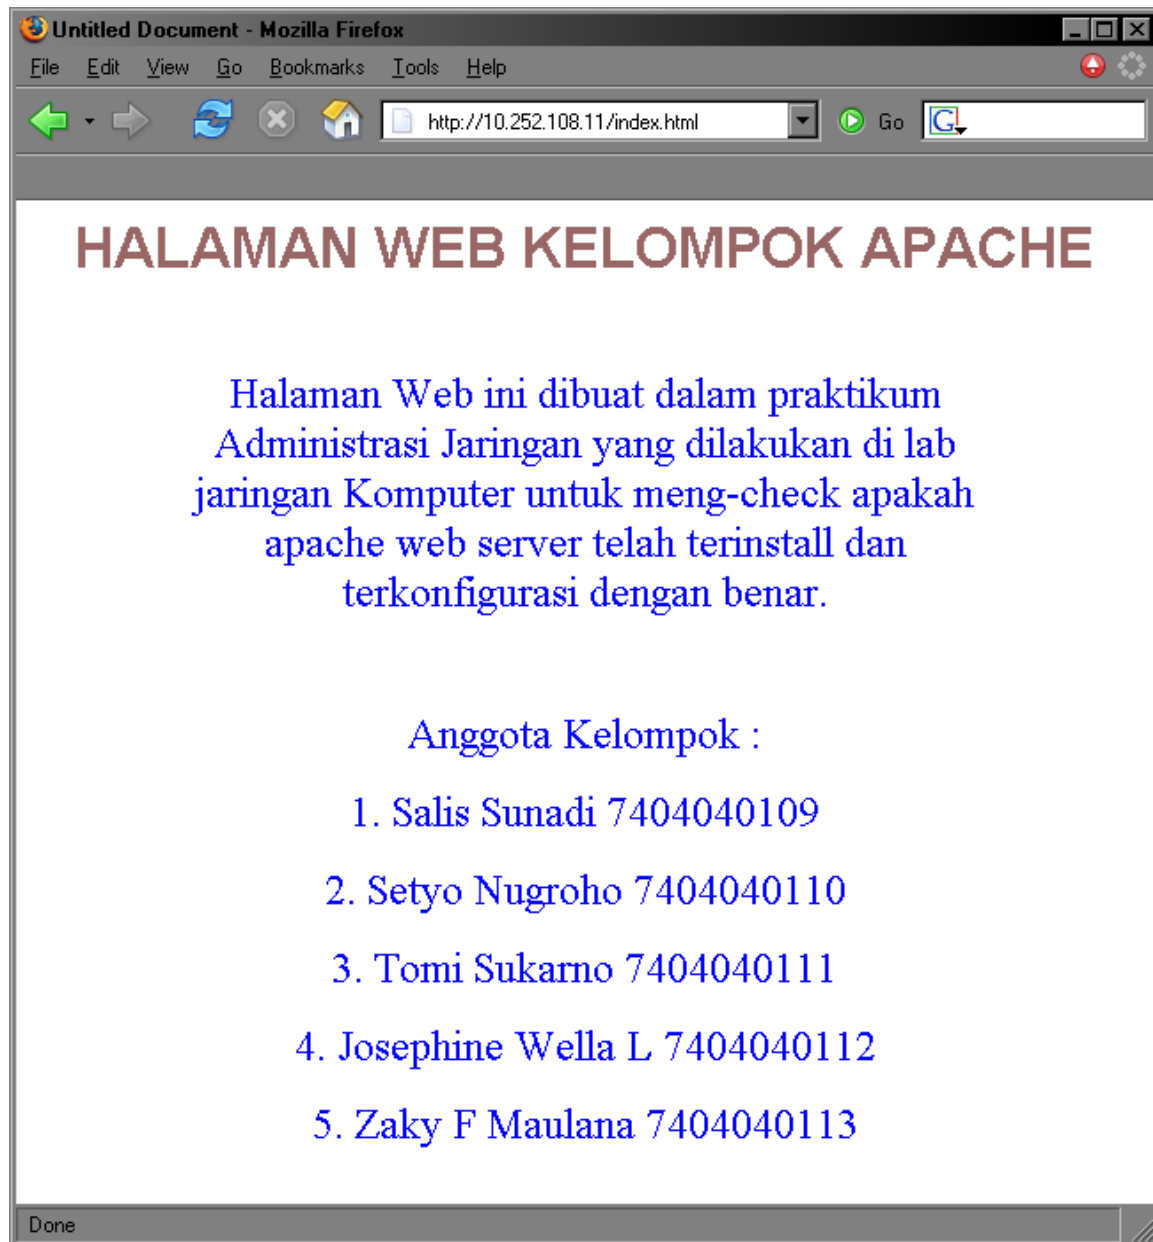 Untitled Document - Mozilla Firefox
File Edit View Go Bookmarks Tools Help
http://10.252.108.11/index.html Go G
HALAMAN WEB KELOMPOK APACHE
Halaman Web ini dibuat dalam praktikum
Administrasi Jaringan yang dilakukan di lab
jaringan Komputer untuk meng-check apakah
apache web server telah terinstall dan
terkonfigurasi dengan benar.
Anggota Kelompok :
1. Salis Sunadi 7404040109
2. Setyo Nugroho 7404040110
3. Tomi Sukarno 7404040111
4. Josephine Wella L 7404040112
5. Zaky F Maulana 7404040113
Done